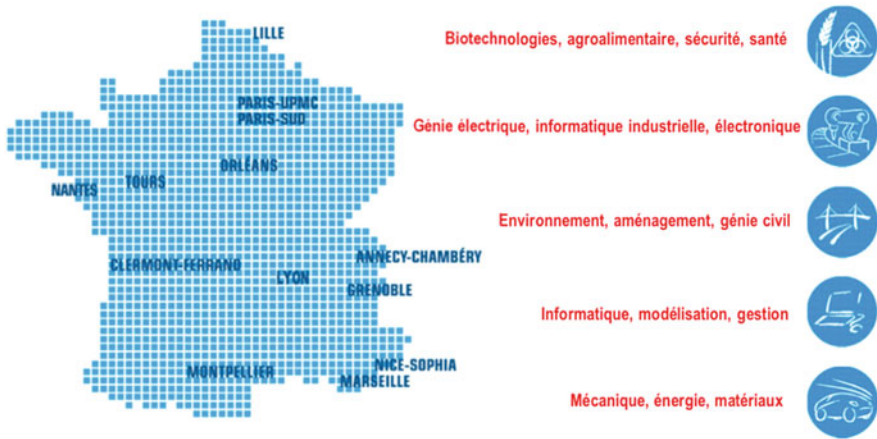 LILLE
PARIS-UPMC
PARIS-SUD
ORLÉANS
TOURS
NANTES
ANNECY-CHAMBÉRY
CLERMONT-FERRAND
LYON
GRENOBLE
NICE-SOPHIA
MONTPELLIER
MARSEILLE
Biotechnologies, agroalimentaire, sécurité, santé
Génie électrique, informatique industrielle, électronique
Environnement, aménagement, génie civil
Informatique, modélisation, gestion
Mécanique, énergie, matériaux